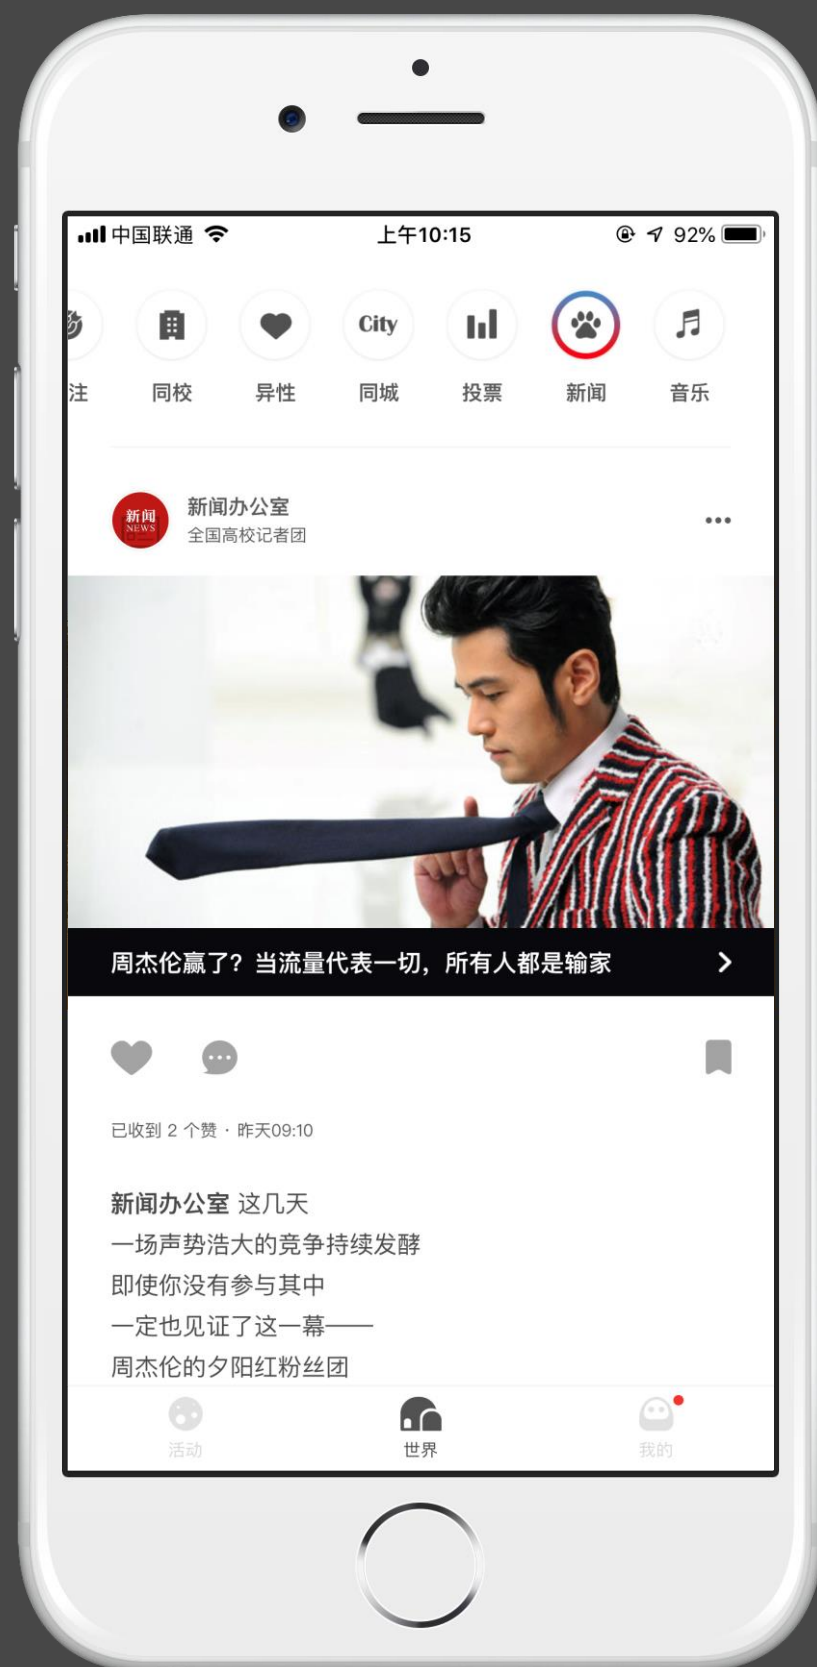 中国联通 上午10:15 92%
注 同校 异性 City 同城 投票 新闻 音乐
新闻 NEWS
新闻办公室
全国高校记者团
周杰伦赢了？当流量代表一切，所有人都是输家
已收到 2 个赞 · 昨天09:10
新闻办公室 这几天
一场声势浩大的竞争持续发酵
即使你没有参与其中
一定也见证了这一幕——
周杰伦的夕阳红粉丝团
活动 世界 我的